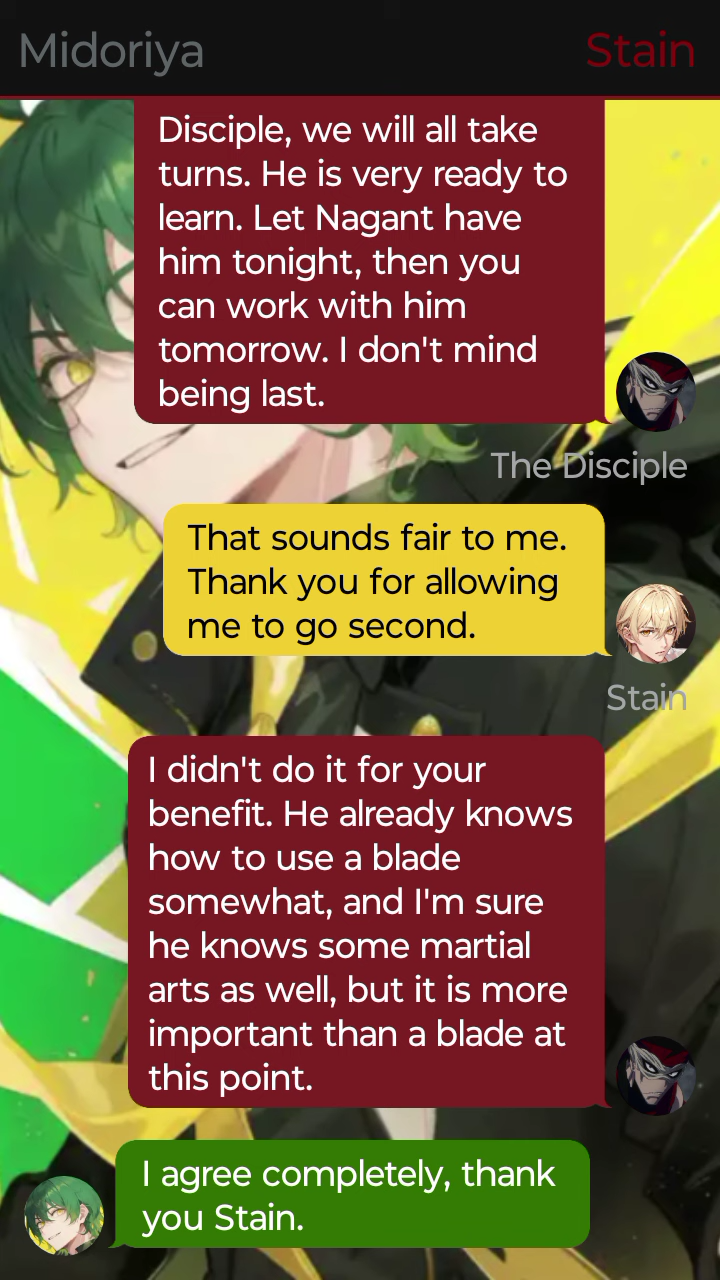 Midoriya
Stain
Disciple, we will all take
turns. He is very ready to
learn. Let Nagant have
him tonight, then you
can work with him
tomorrow. I don't mind
being last.
The Disciple
That sounds fair to me.
Thank you for allowing
me to go second.
Stain
I didn't do it for your
benefit. He already knows
how to use a blade
somewhat, and I'm sure
he knows some martial
arts as well, but it is more
important than a blade at
this point.
I agree completely, thank
you Stain.